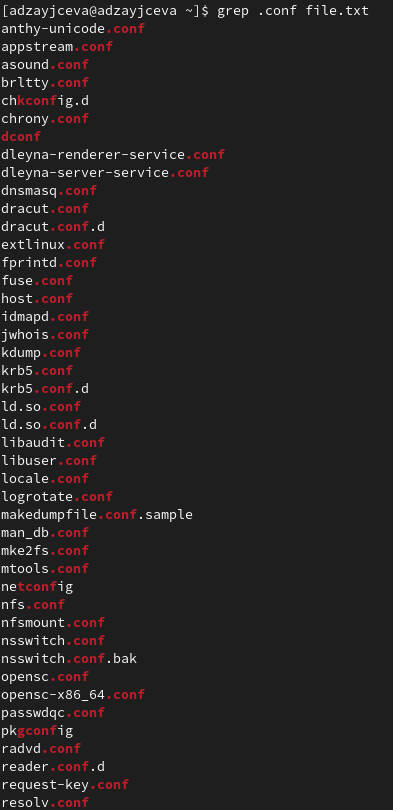 [adzayjceva@adzayjceva ~]$ grep .conf file.txt
anthy-unicode.conf
appstream.conf
asound.conf
brltty.conf
chkconfig.d
chrony.conf
dconf
dleyna-renderer-service.conf
dleyna-server-service.conf
dnsmasq.conf
dracut.conf
dracut.conf.d
extlinux.conf
fprintd.conf
fuse.conf
host.conf
idmapd.conf
jwhois.conf
kdump.conf
krb5.conf
krb5.conf.d
ld.so.conf
ld.so.conf.d
libaudit.conf
libuser.conf
locale.conf
logrotate.conf
makedumpfile.conf.sample
man_db.conf
mke2fs.conf
mtools.conf
netconfig
nfs.conf
nfsmount.conf
nsswitch.conf
nsswitch.conf.bak
opensc.conf
opensc-x86_64.conf
passwdqc.conf
pkgconfig
radvd.conf
reader.conf.d
request-key.conf
resolv.conf